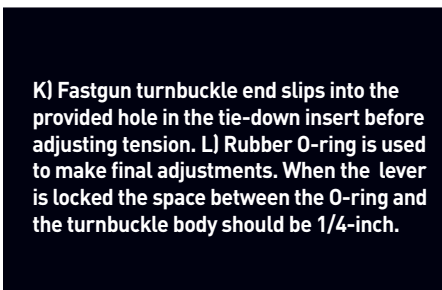 K) Fastgun turnbuckle end slips into the
provided hole in the tie-down insert before
adjusting tension. L) Rubber O-ring is used
to make final adjustments. When the lever
is locked the space between the O-ring and
the turnbuckle body should be 1/4-inch.